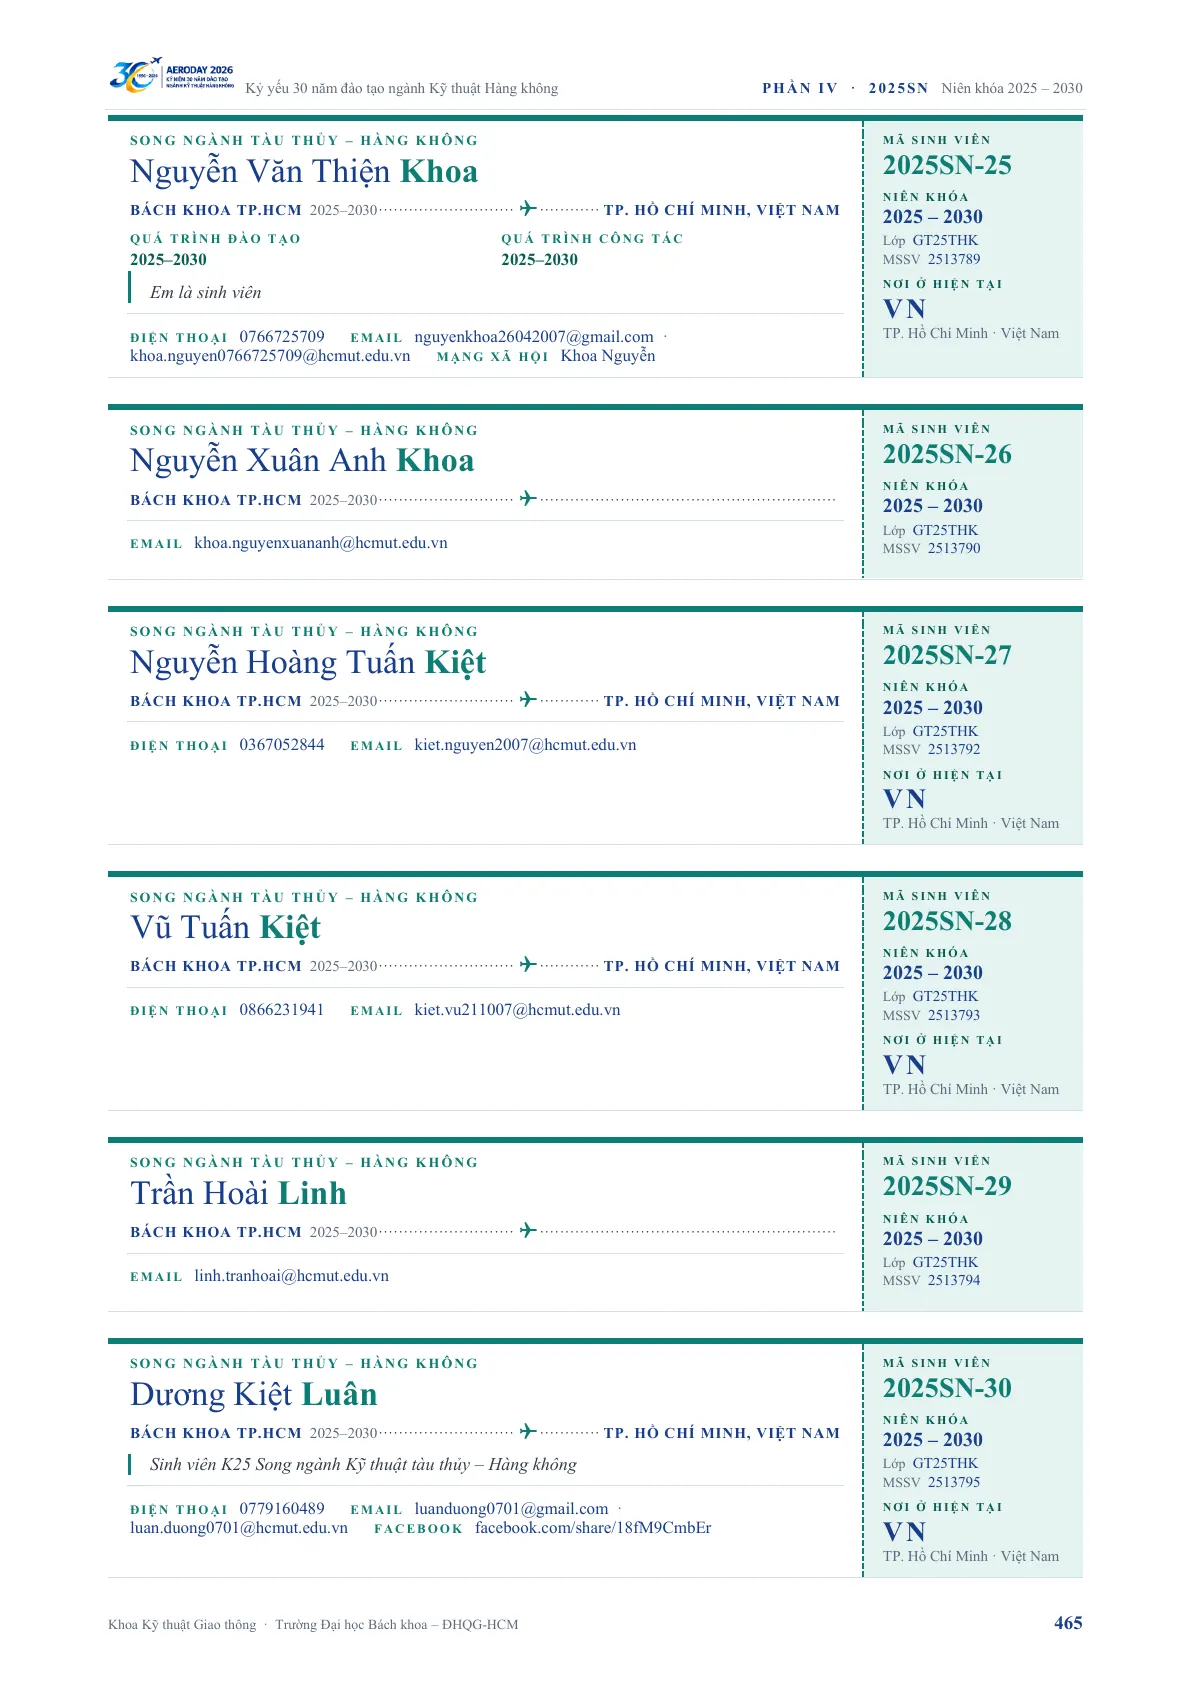 30
1996 - 2026
AERODAY 2026
KỶ NIỆM 30 NĂM ĐÀO TẠO
NGÀNH KỸ THUẬT HÀNG KHÔNG
Kỷ yếu 30 năm đào tạo ngành Kỹ thuật Hàng không
PHẦN IV · 2025SN Niên khóa 2025 – 2030
SONG NGÀNH TÀU THỦY – HÀNG KHÔNG
Nguyễn Văn Thiện Khoa
BÁCH KHOA TP.HCM 2025–2030 TP. HỒ CHÍ MINH, VIỆT NAM
QUÁ TRÌNH ĐÀO TẠO QUÁ TRÌNH CÔNG TÁC
2025–2030 2025–2030
Em là sinh viên
ĐIỆN THOẠI 0766725709 EMAIL nguyenkhoa26042007@gmail.com ·
khoa.nguyen0766725709@hcmut.edu.vn MẠNG XÃ HỘI Khoa Nguyễn
MÃ SINH VIÊN
2025SN-25
NIÊN KHÓA
2025 – 2030
Lớp GT25THK
MSSV 2513789
NƠI Ở HIỆN TẠI
VN
TP. Hồ Chí Minh · Việt Nam
SONG NGÀNH TÀU THỦY – HÀNG KHÔNG
Nguyễn Xuân Anh Khoa
BÁCH KHOA TP.HCM 2025–2030
EMAIL khoa.nguyenxuananh@hcmut.edu.vn
MÃ SINH VIÊN
2025SN-26
NIÊN KHÓA
2025 – 2030
Lớp GT25THK
MSSV 2513790
SONG NGÀNH TÀU THỦY – HÀNG KHÔNG
Nguyễn Hoàng Tuấn Kiệt
BÁCH KHOA TP.HCM 2025–2030 TP. HỒ CHÍ MINH, VIỆT NAM
ĐIỆN THOẠI 0367052844 EMAIL kiet.nguyen2007@hcmut.edu.vn
MÃ SINH VIÊN
2025SN-27
NIÊN KHÓA
2025 – 2030
Lớp GT25THK
MSSV 2513792
NƠI Ở HIỆN TẠI
VN
TP. Hồ Chí Minh · Việt Nam
SONG NGÀNH TÀU THỦY – HÀNG KHÔNG
Vũ Tuấn Kiệt
BÁCH KHOA TP.HCM 2025–2030 TP. HỒ CHÍ MINH, VIỆT NAM
ĐIỆN THOẠI 0866231941 EMAIL kiet.vu211007@hcmut.edu.vn
MÃ SINH VIÊN
2025SN-28
NIÊN KHÓA
2025 – 2030
Lớp GT25THK
MSSV 2513793
NƠI Ở HIỆN TẠI
VN
TP. Hồ Chí Minh · Việt Nam
SONG NGÀNH TÀU THỦY – HÀNG KHÔNG
Trần Hoài Linh
BÁCH KHOA TP.HCM 2025–2030
EMAIL linh.tranhoai@hcmut.edu.vn
MÃ SINH VIÊN
2025SN-29
NIÊN KHÓA
2025 – 2030
Lớp GT25THK
MSSV 2513794
SONG NGÀNH TÀU THỦY – HÀNG KHÔNG
Dương Kiệt Luân
BÁCH KHOA TP.HCM 2025–2030 TP. HỒ CHÍ MINH, VIỆT NAM
Sinh viên K25 Song ngành Kỹ thuật tàu thủy – Hàng không
ĐIỆN THOẠI 0779160489 EMAIL luanduong0701@gmail.com ·
luan.duong0701@hcmut.edu.vn FACEBOOK facebook.com/share/18fM9CmbEr
MÃ SINH VIÊN
2025SN-30
NIÊN KHÓA
2025 – 2030
Lớp GT25THK
MSSV 2513795
NƠI Ở HIỆN TẠI
VN
TP. Hồ Chí Minh · Việt Nam
Khoa Kỹ thuật Giao thông · Trường Đại học Bách khoa – ĐHQG-HCM
465